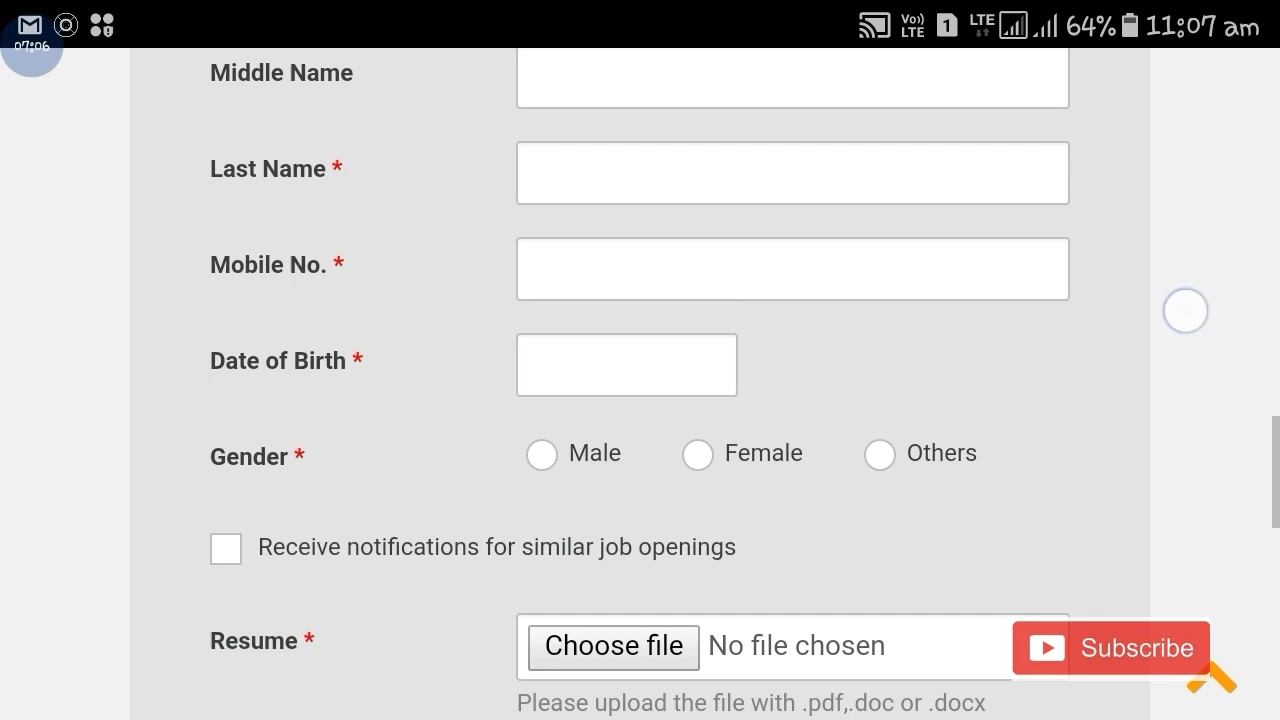 07:06
Vo))
LTE
1
LTE
64%
11:07 am
Middle Name
Last Name *
Mobile No. *
Date of Birth *
Gender * Male Female Others
Receive notifications for similar job openings
Resume * Choose file No file chosen
Subscribe
Please upload the file with .pdf,.doc or .docx